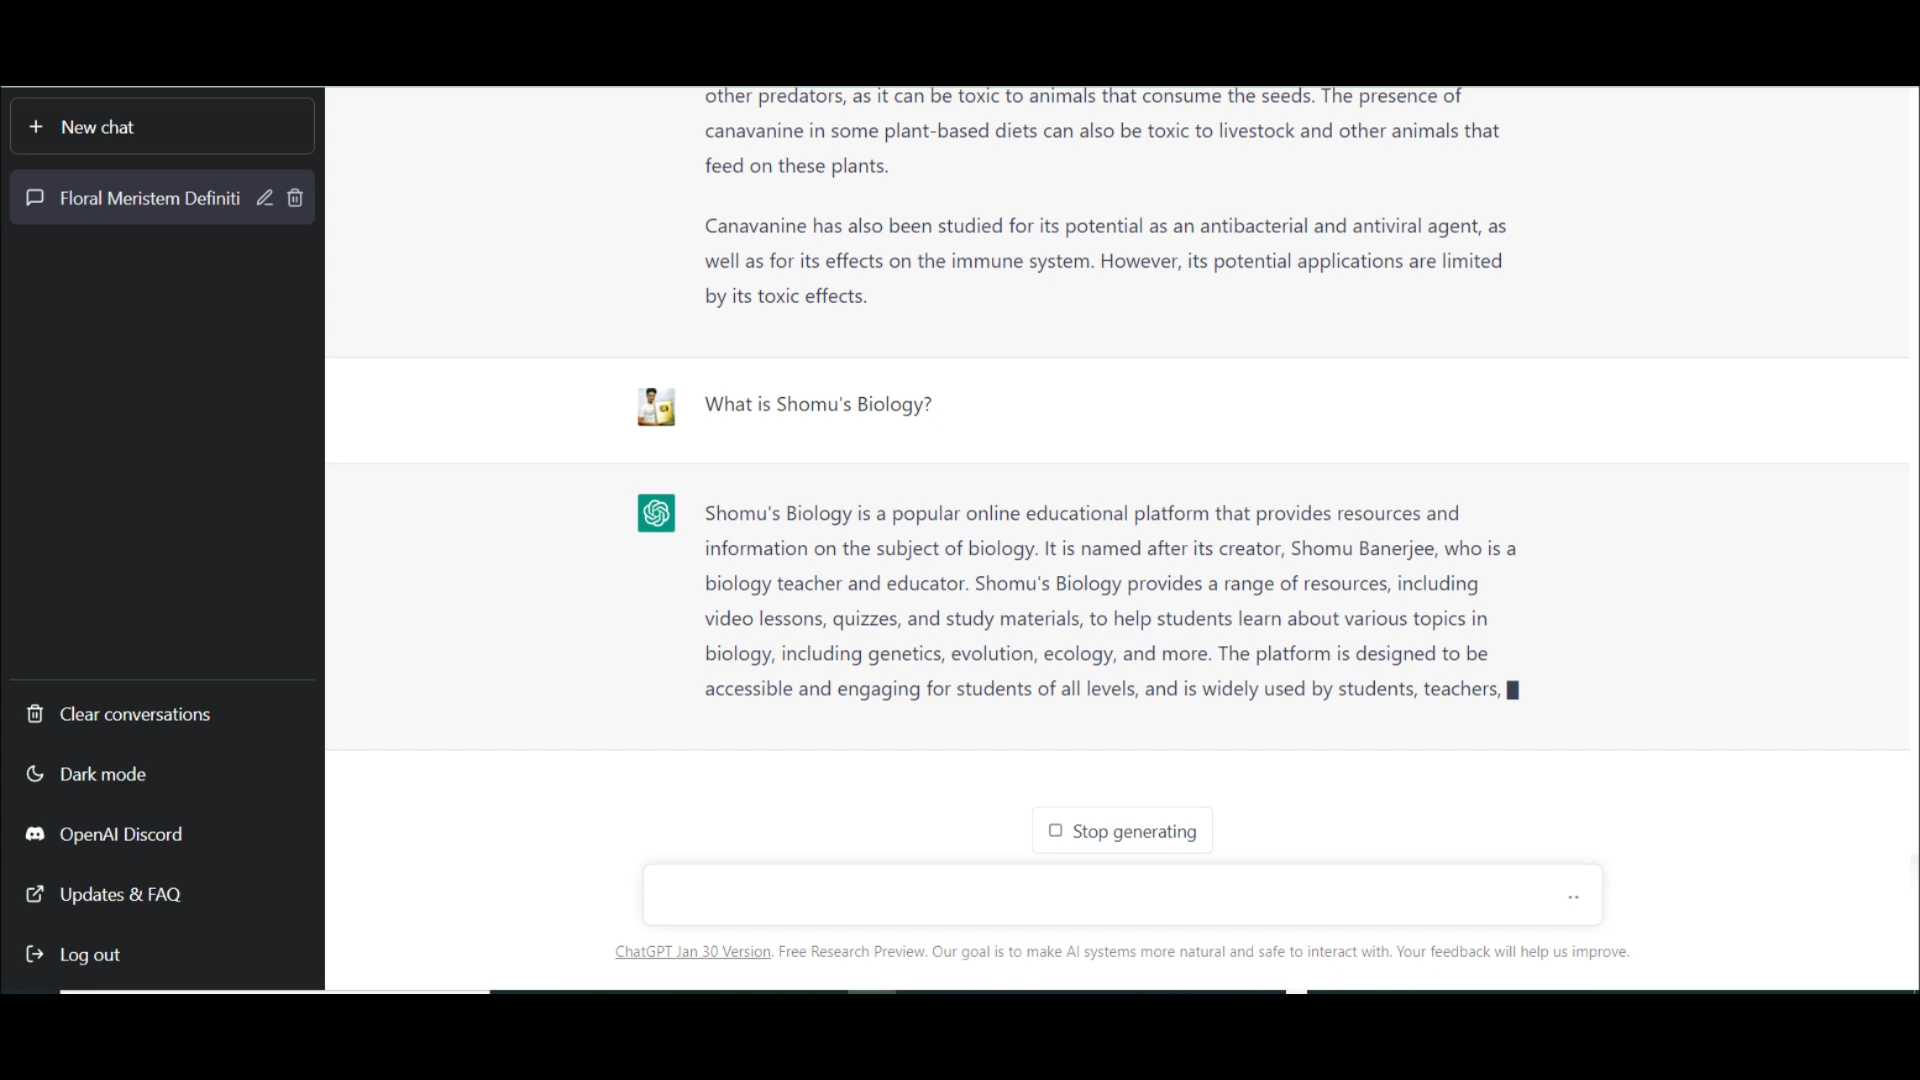 New chat
Floral Meristem Definiti
Clear conversations
Dark mode
OpenAI Discord
Updates & FAQ
Log out
other predators, as it can be toxic to animals that consume the seeds. The presence of
canavanine in some plant-based diets can also be toxic to livestock and other animals that
feed on these plants.
Canavanine has also been studied for its potential as an antibacterial and antiviral agent, as
well as for its effects on the immune system. However, its potential applications are limited
by its toxic effects.
What is Shomu's Biology?
Shomu's Biology is a popular online educational platform that provides resources and
information on the subject of biology. It is named after its creator, Shomu Banerjee, who is a
biology teacher and educator. Shomu's Biology provides a range of resources, including
video lessons, quizzes, and study materials, to help students learn about various topics in
biology, including genetics, evolution, ecology, and more. The platform is designed to be
accessible and engaging for students of all levels, and is widely used by students, teachers,
Stop generating
ChatGPT Jan 30 Version. Free Research Preview. Our goal is to make AI systems more natural and safe to interact with. Your feedback will help us improve.